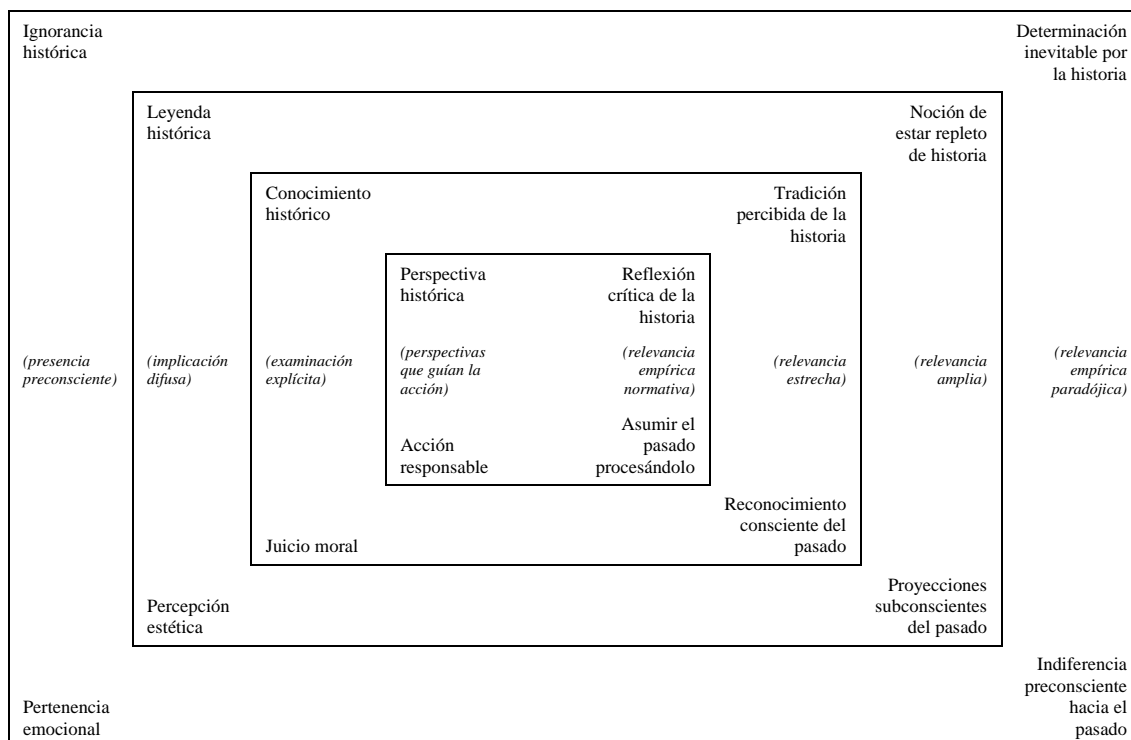 Ignorancia
histórica
Determinación
inevitable por
la historia
Leyenda
histórica
Noción de
estar repleto
de historia
Conocimiento
histórico
Tradición
percibida de la
historia
Perspectiva
histórica
Reflexión
crítica de la
historia
(presencia
preconsciente)
(implicación
difusa)
(examinación
explícita)
(perspectivas
que guían la
acción)
(relevancia
empírica
normativa)
(relevancia
estrecha)
(relevancia
amplia)
(relevancia
empírica
paradójica)
Acción
responsable
Asumir el
pasado
procesándolo
Juicio moral
Reconocimiento
consciente del
pasado
Percepción
estética
Proyecciones
subconscientes
del pasado
Pertenencia
emocional
Indiferencia
preconsciente
hacia el
pasado